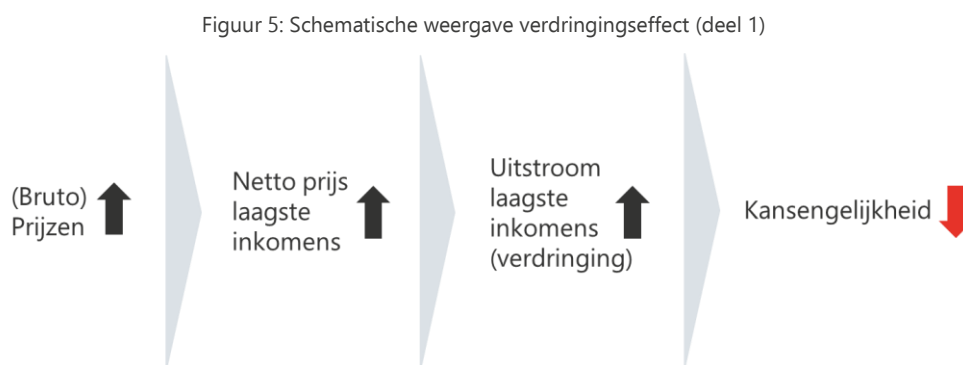 Figuur 5: Schematische weergave verdringingseffect (deel 1)
(Bruto)
Prijzen
Netto prijs
laagste
inkomens
Uitstroom
laagste
inkomens
(verdringing)
Kansengelijkheid